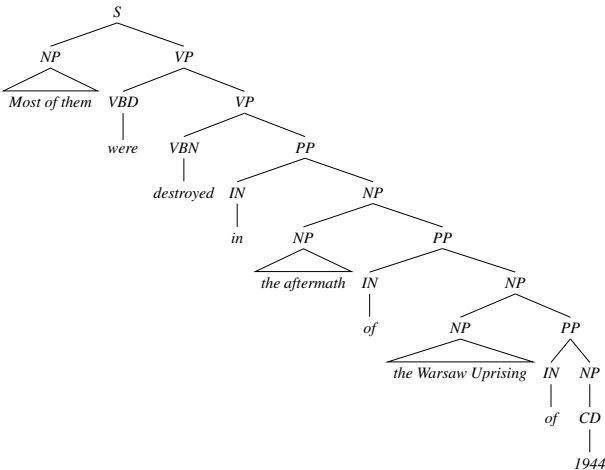 S
NP VP
Most of them VBD VP
were VBN PP
destroyed IN NP
in NP PP
the aftermath IN NP
of NP PP
the Warsaw Uprising IN NP
of CD
1944